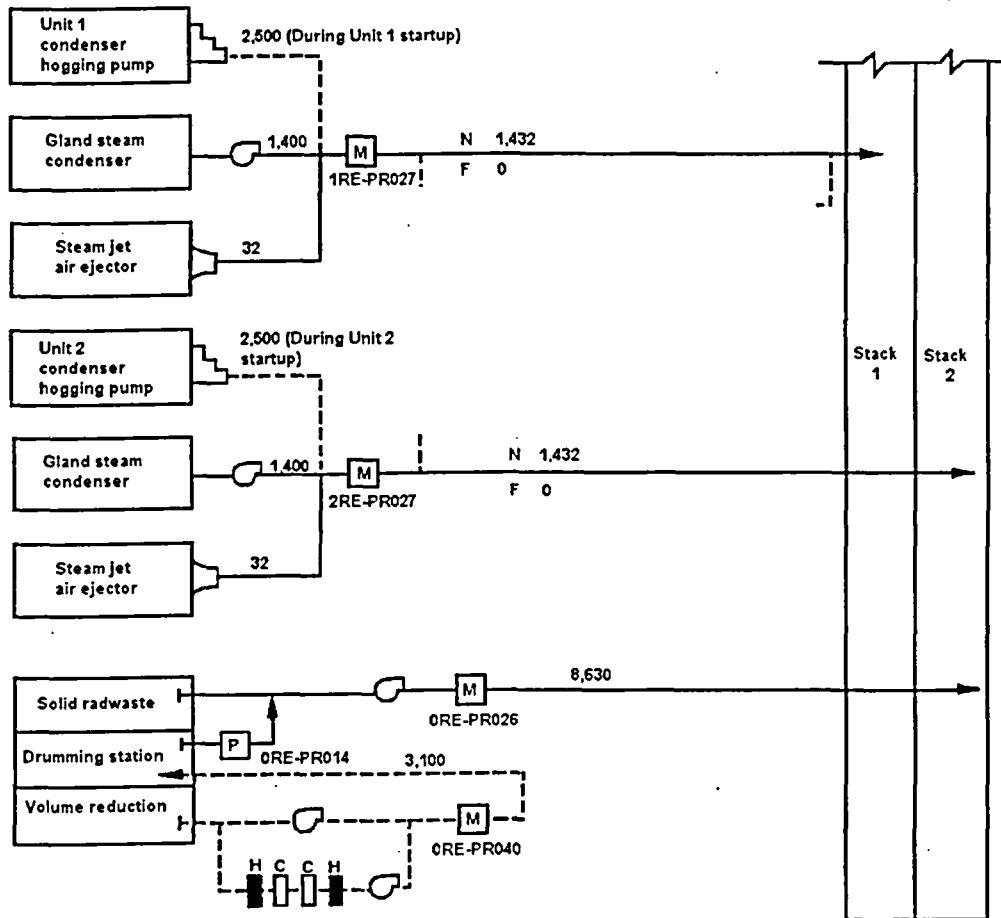 Unit 1
condenser
hogging pump
2,500 (During Unit 1 startup)
Gland steam
condenser
1,400
M
1RE-PR027
N 1,432
F 0
Steam jet
air ejector
32
Unit 2
condenser
hogging pump
2,500 (During Unit 2
startup)
Stack
1
Stack
2
Gland steam
condenser
1,400
M
2RE-PR027
N 1,432
F 0
Steam jet
air ejector
32
Solid radwaste
M
0RE-PR026
8,630
Drumming station
P
0RE-PR014
3,100
Volume reduction
M
0RE-PR040
H C C H